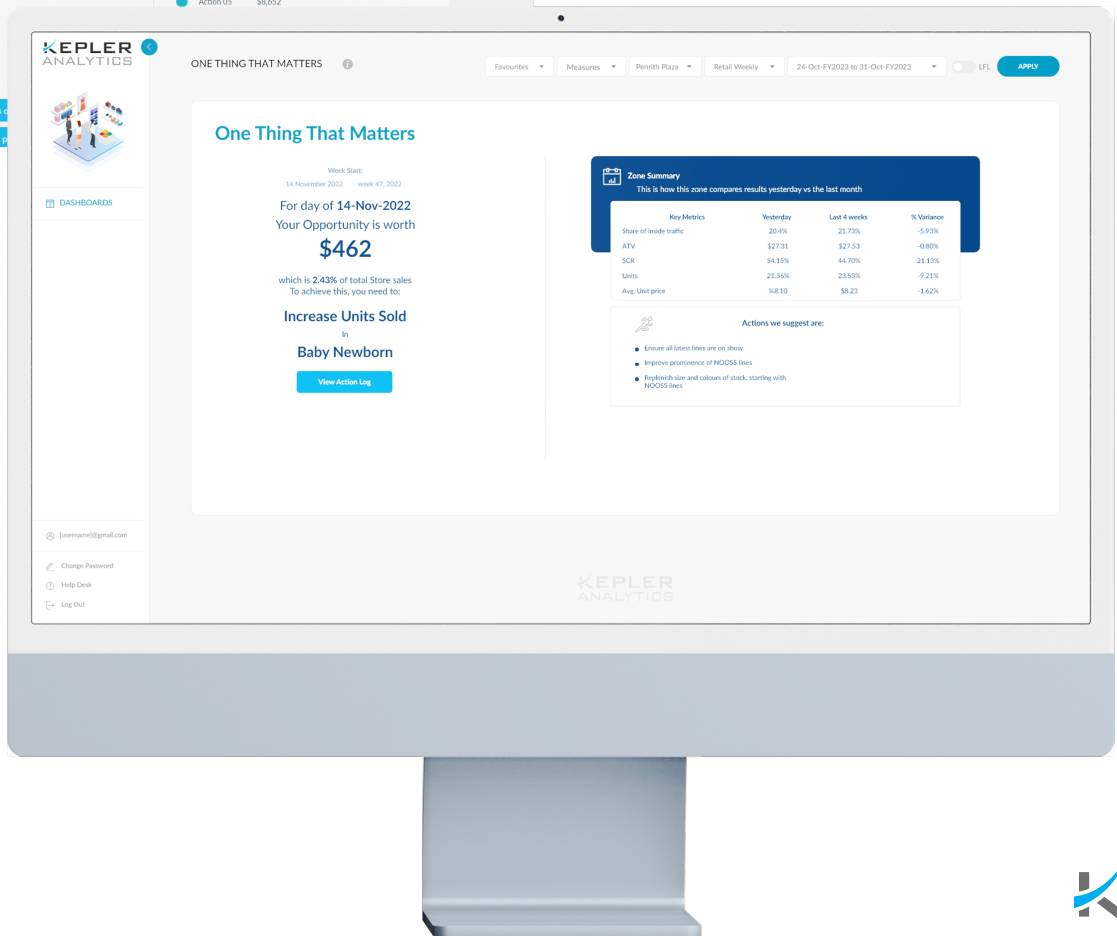 Action 05 $8,652
KEPLER
ANALYTICS
ONE THING THAT MATTERS
Favourites
Measures
Penrith Plaza
Retail Weekly
24-Oct-FY2023 to 31-Oct-FY2023
LFL
APPLY
DASHBOARDS
One Thing That Matters
Week Start:
14 November 2022 week 47, 2022
For day of 14-Nov-2022
Your Opportunity is worth
$462
which is 2.43% of total Store sales
To achieve this, you need to:
Increase Units Sold
In
Baby Newborn
View Action Log
Zone Summary
This is how this zone compares results yesterday vs the last month
Key Metrics Yesterday Last 4 weeks % Variance
Share of inside traffic 20.4% 21.73% -5.93%
ATV $27.31 $27.53 -0.80%
SCR 54.15% 44.70% 21.13%
Units 21.36% 23.53% -9.21%
Avg. Unit price %8.10 $8.23 -1.62%
Actions we suggest are:
Ensure all latest lines are on show
Improve prominence of NOOSS lines
Replenish size and colours of stock, starting with
NOOSS lines
[username]@gmail.com
Change Password
Help Desk
Log Out
KEPLER
ANALYTICS